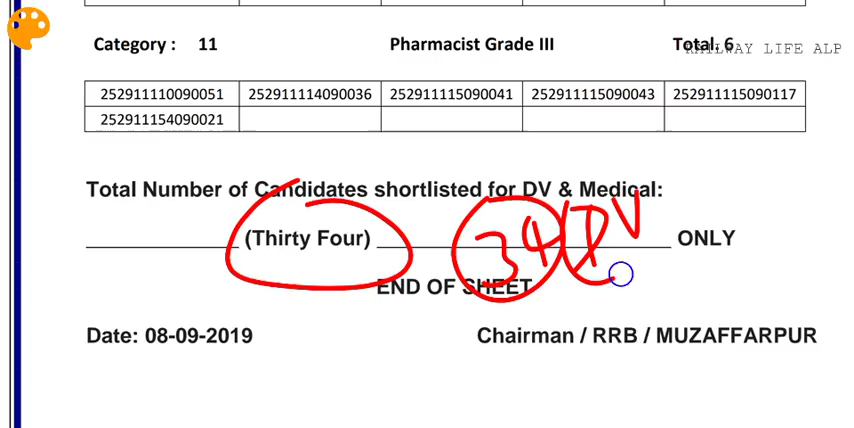 Category : 11 Pharmacist Grade III Total. 6
RAILWAY LIFE ALP
252911110090051 252911114090036 252911115090041 252911115090043 252911115090117
252911154090021
Total Number of Candidates shortlisted for DV & Medical:
(Thirty Four) ONLY
34 DV
END OF SHEET
Date: 08-09-2019 Chairman / RRB / MUZAFFARPUR